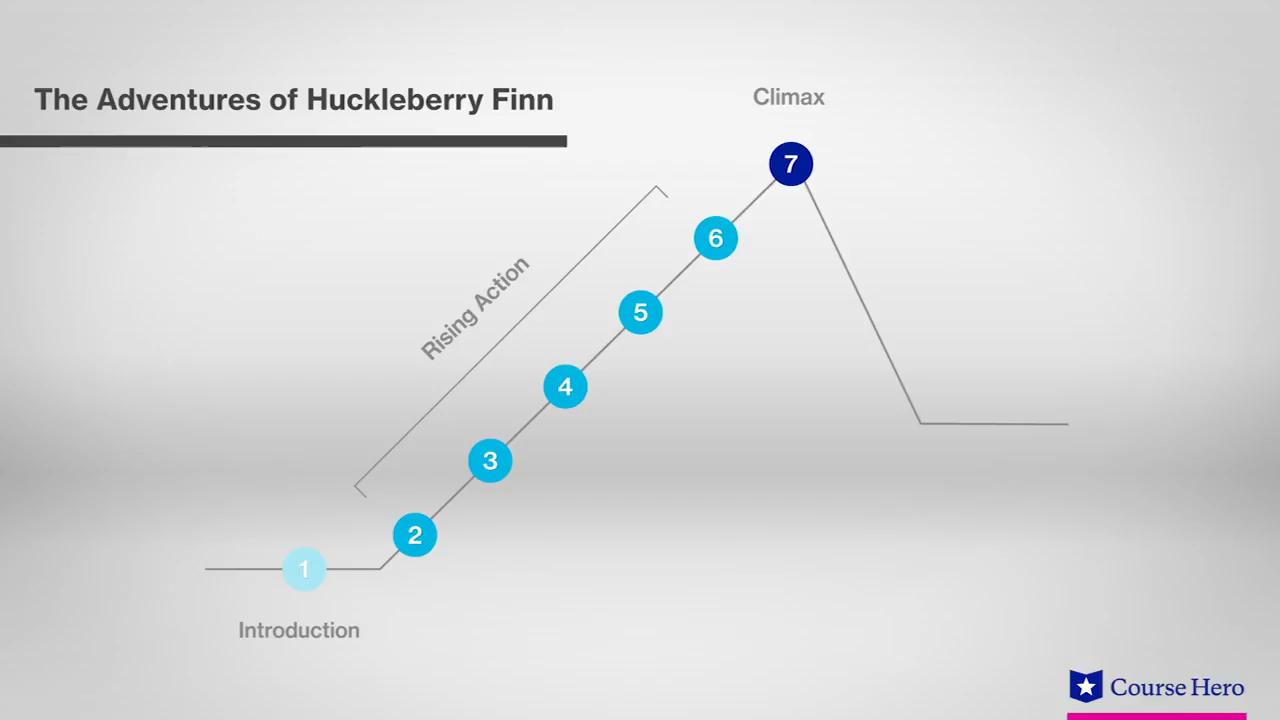 The Adventures of Huckleberry Finn
Climax
7
6
Rising Action
5
4
3
2
1
Introduction
Course Hero